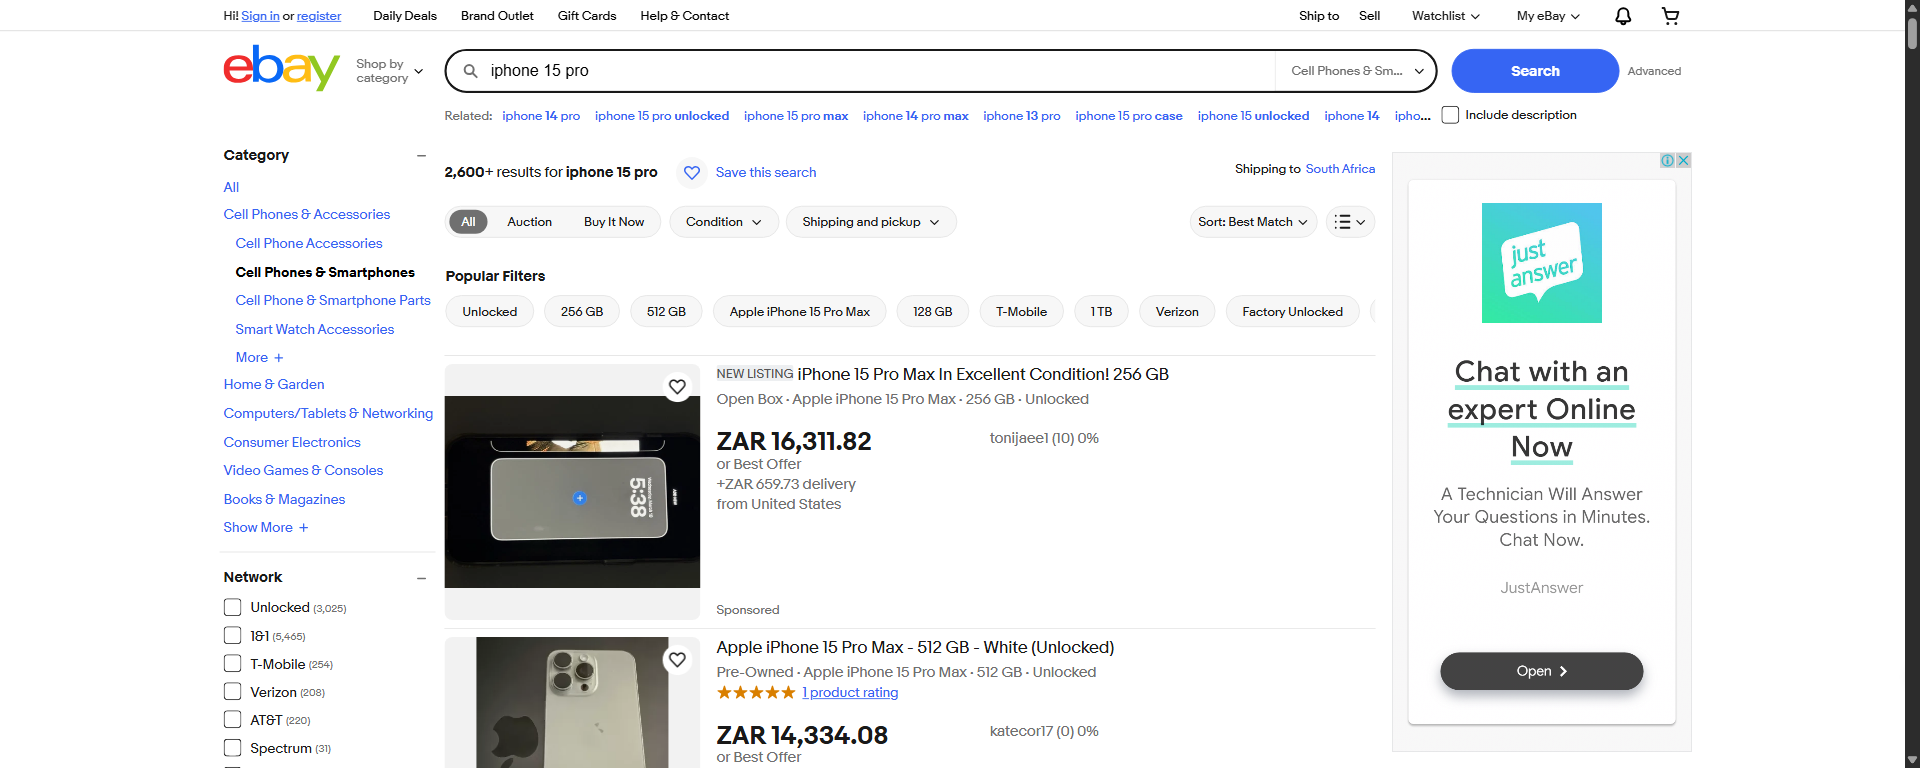 Hi! Sign in or register
Daily Deals
Brand Outlet
Gift Cards
Help & Contact
Ship to
Sell
Watchlist
My eBay
ebay
Shop by
category
iphone 15 pro
Cell Phones & Sm...
Search
Advanced
Related:
iphone 14 pro
iphone 15 pro unlocked
iphone 15 pro max
iphone 14 pro max
iphone 13 pro
iphone 15 pro case
iphone 15 unlocked
iphone 14
ipho...
Include description
Category
All
Cell Phones & Accessories
Cell Phone Accessories
Cell Phones & Smartphones
Cell Phone & Smartphone Parts
Smart Watch Accessories
More +
Home & Garden
Computers/Tablets & Networking
Consumer Electronics
Video Games & Consoles
Books & Magazines
Show More +
Network
Unlocked (3,025)
1&1 (5,465)
T-Mobile (254)
Verizon (208)
AT&T (220)
Spectrum (31)
2,600+ results for iphone 15 pro
Save this search
Shipping to South Africa
All
Auction
Buy It Now
Condition
Shipping and pickup
Sort: Best Match
Popular Filters
Unlocked
256 GB
512 GB
Apple iPhone 15 Pro Max
128 GB
T-Mobile
1 TB
Verizon
Factory Unlocked
NEW LISTING iPhone 15 Pro Max In Excellent Condition! 256 GB
Open Box · Apple iPhone 15 Pro Max · 256 GB · Unlocked
ZAR 16,311.82
or Best Offer
+ZAR 659.73 delivery
from United States
tonijaee1 (10) 0%
Sponsored
5:38
Apple iPhone 15 Pro Max - 512 GB - White (Unlocked)
Pre-Owned · Apple iPhone 15 Pro Max · 512 GB · Unlocked
1 product rating
ZAR 14,334.08
or Best Offer
katecor17 (0) 0%
just
answer
Chat with an
expert Online
Now
A Technician Will Answer
Your Questions in Minutes.
Chat Now.
JustAnswer
Open